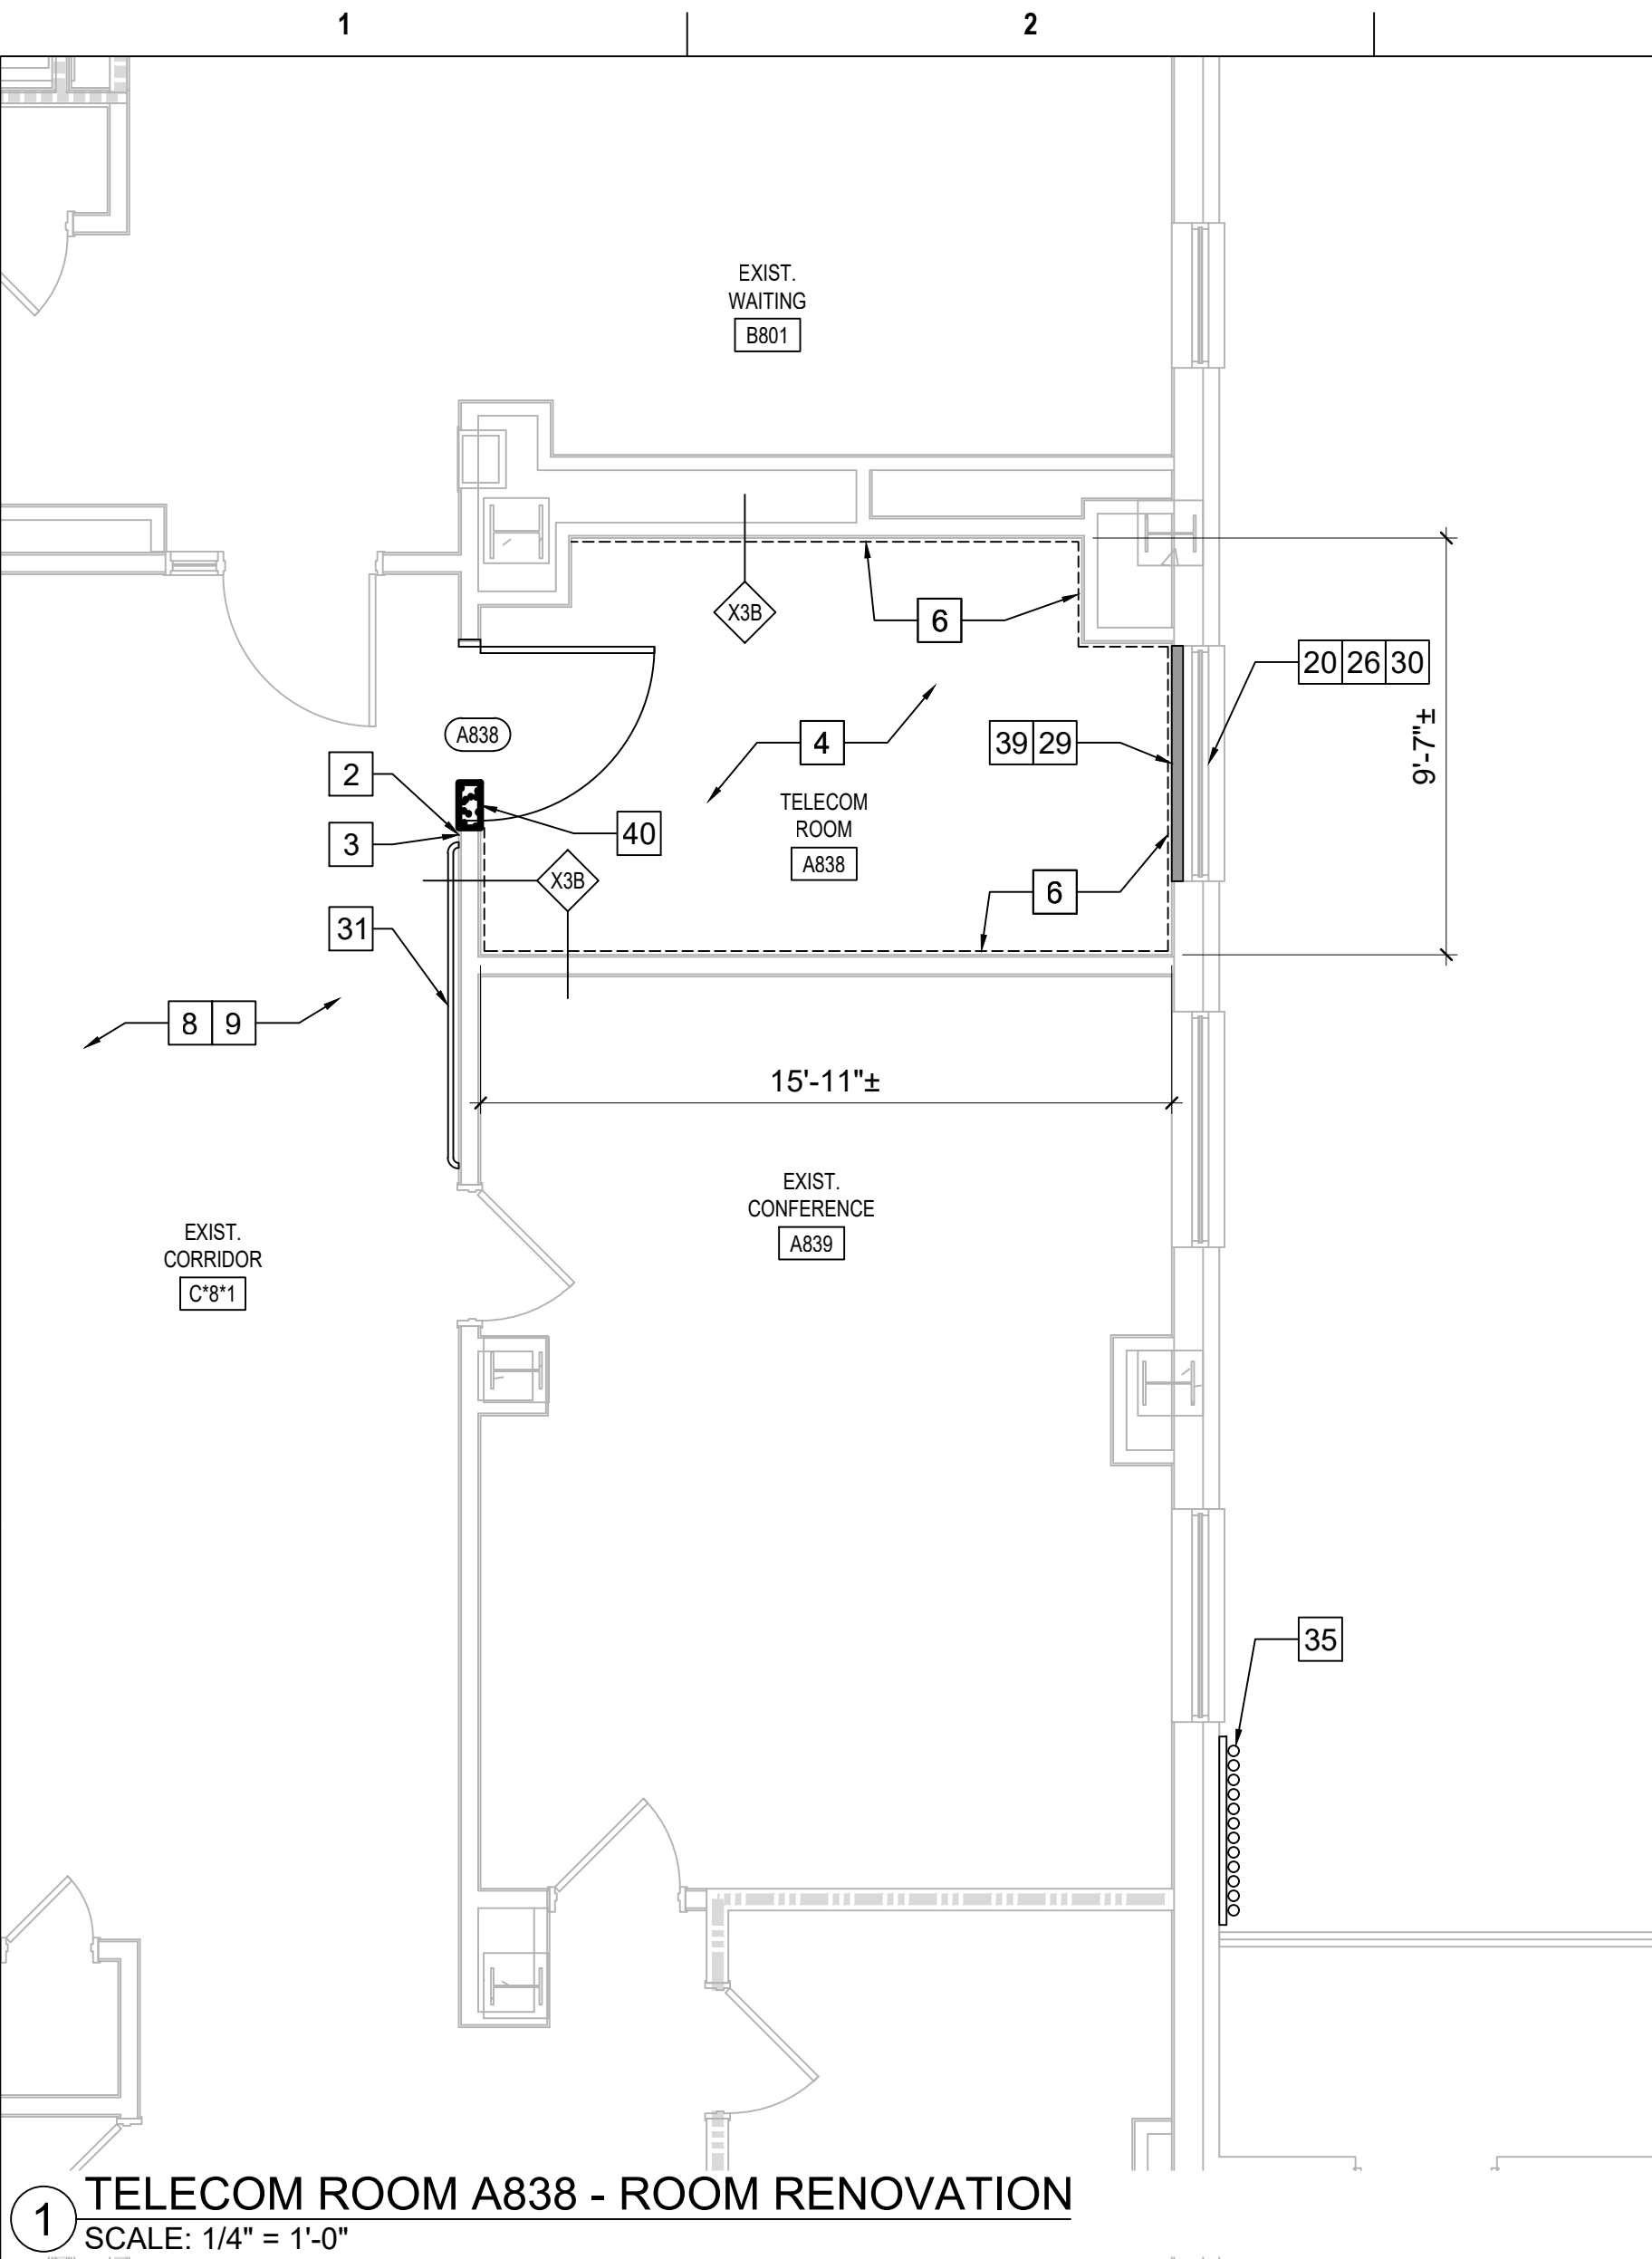 1
2
EXIST.
WAITING
B801
X3B
6
20 26 30
A838
4
39 29
9'-7"±
2
TELECOM
ROOM
A838
3
40
X3B
6
31
8 9
15'-11"±
EXIST.
CONFERENCE
A839
EXIST.
CORRIDOR
C*8*1
35
1
TELECOM ROOM A838 - ROOM RENOVATION
SCALE: 1/4" = 1'-0"